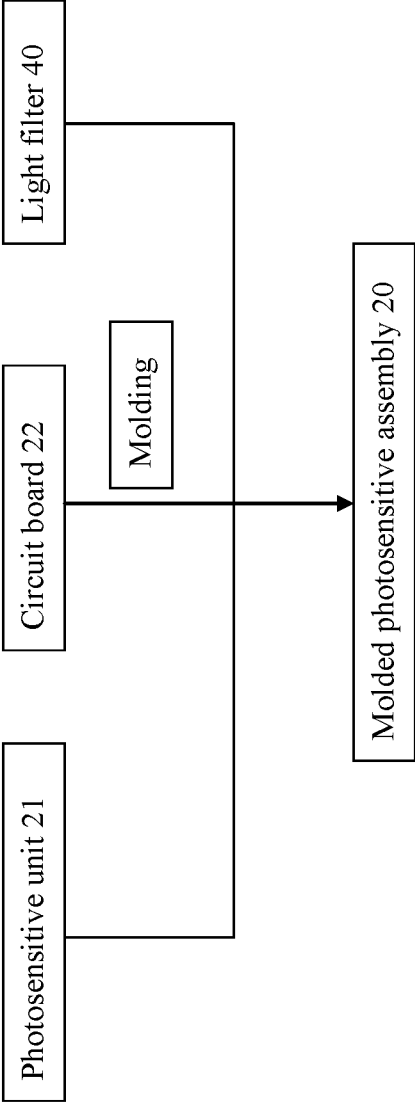 Photosensitive unit 21
Circuit board 22
Light filter 40
Molding
Molded photosensitive assembly 20